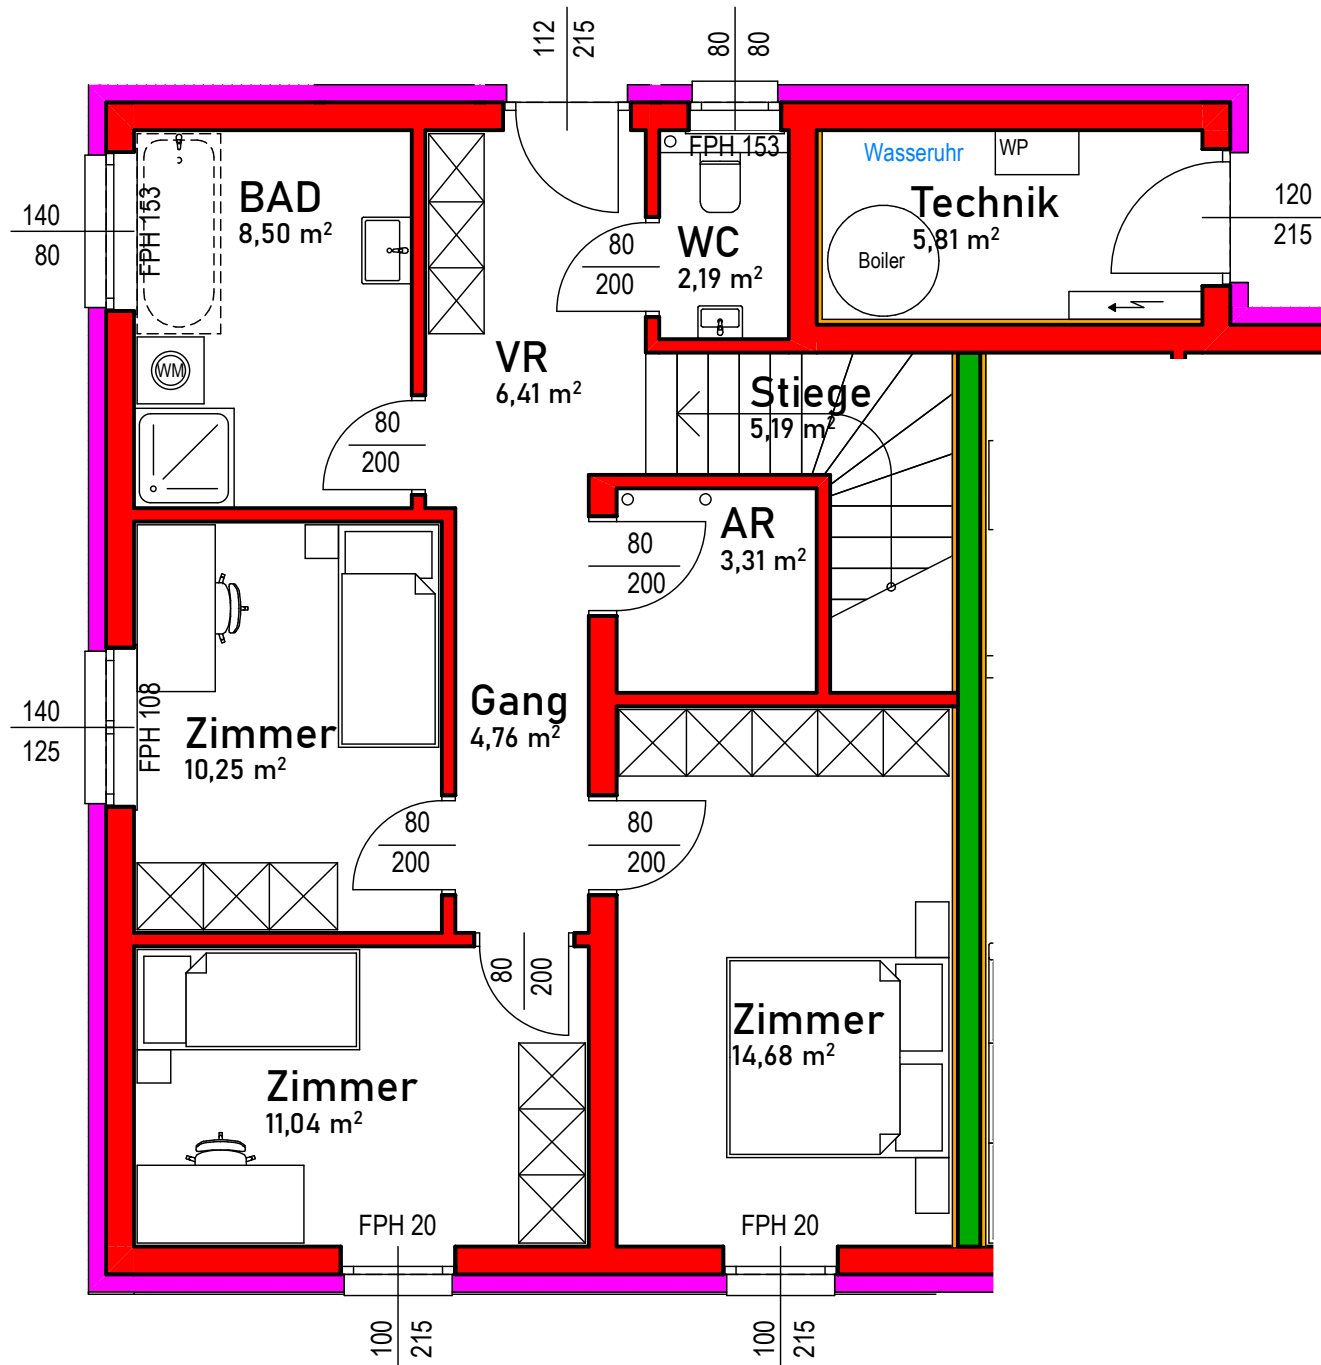 112
215
80
80
FPH 153
Wasseruhr
WP
BAD
8,50 m²
140
80
FPH 153
80
200
WC
2,19 m²
Technik
5,81 m²
Boiler
120
215
VR
6,41 m²
WM
Stiege
5,19 m²
80
200
AR
3,31 m²
80
200
140
125
FPH 108
Zimmer
10,25 m²
Gang
4,76 m²
80
200
80
200
80
200
Zimmer
14,68 m²
Zimmer
11,04 m²
FPH 20
FPH 20
100
215
100
215